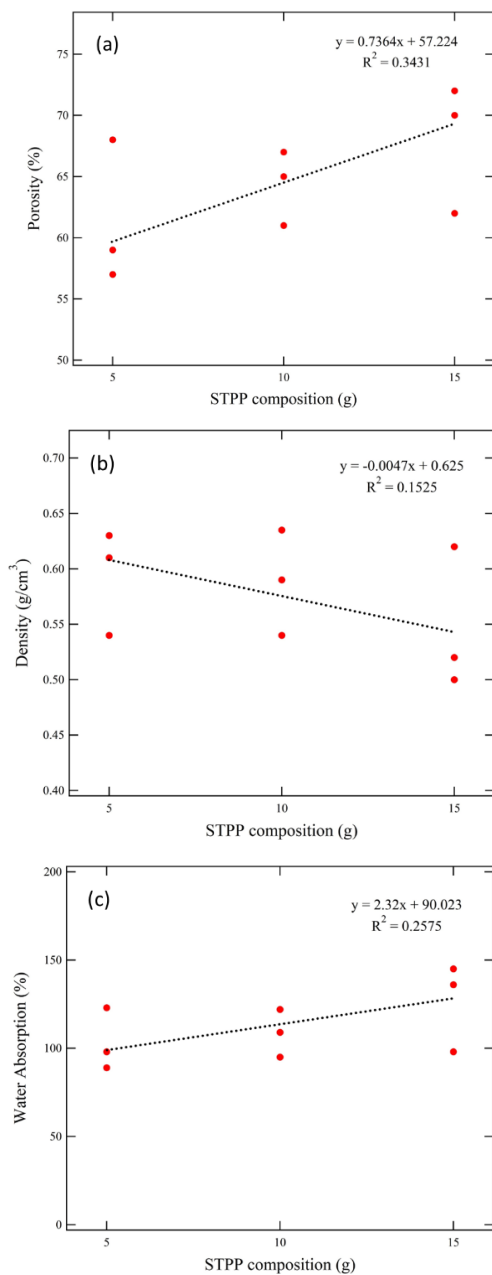 (a)
y = 0.7364x + 57.224
R² = 0.3431
75
70
65
60
55
50
Porosity (%)
5 10 15
STPP composition (g)
(b)
y = -0.0047x + 0.625
R² = 0.1525
0.70
0.65
0.60
0.55
0.50
0.45
0.40
Density (g/cm³)
5 10 15
STPP composition (g)
(c)
y = 2.32x + 90.023
R² = 0.2575
200
150
100
50
0
Water Absorption (%)
5 10 15
STPP composition (g)